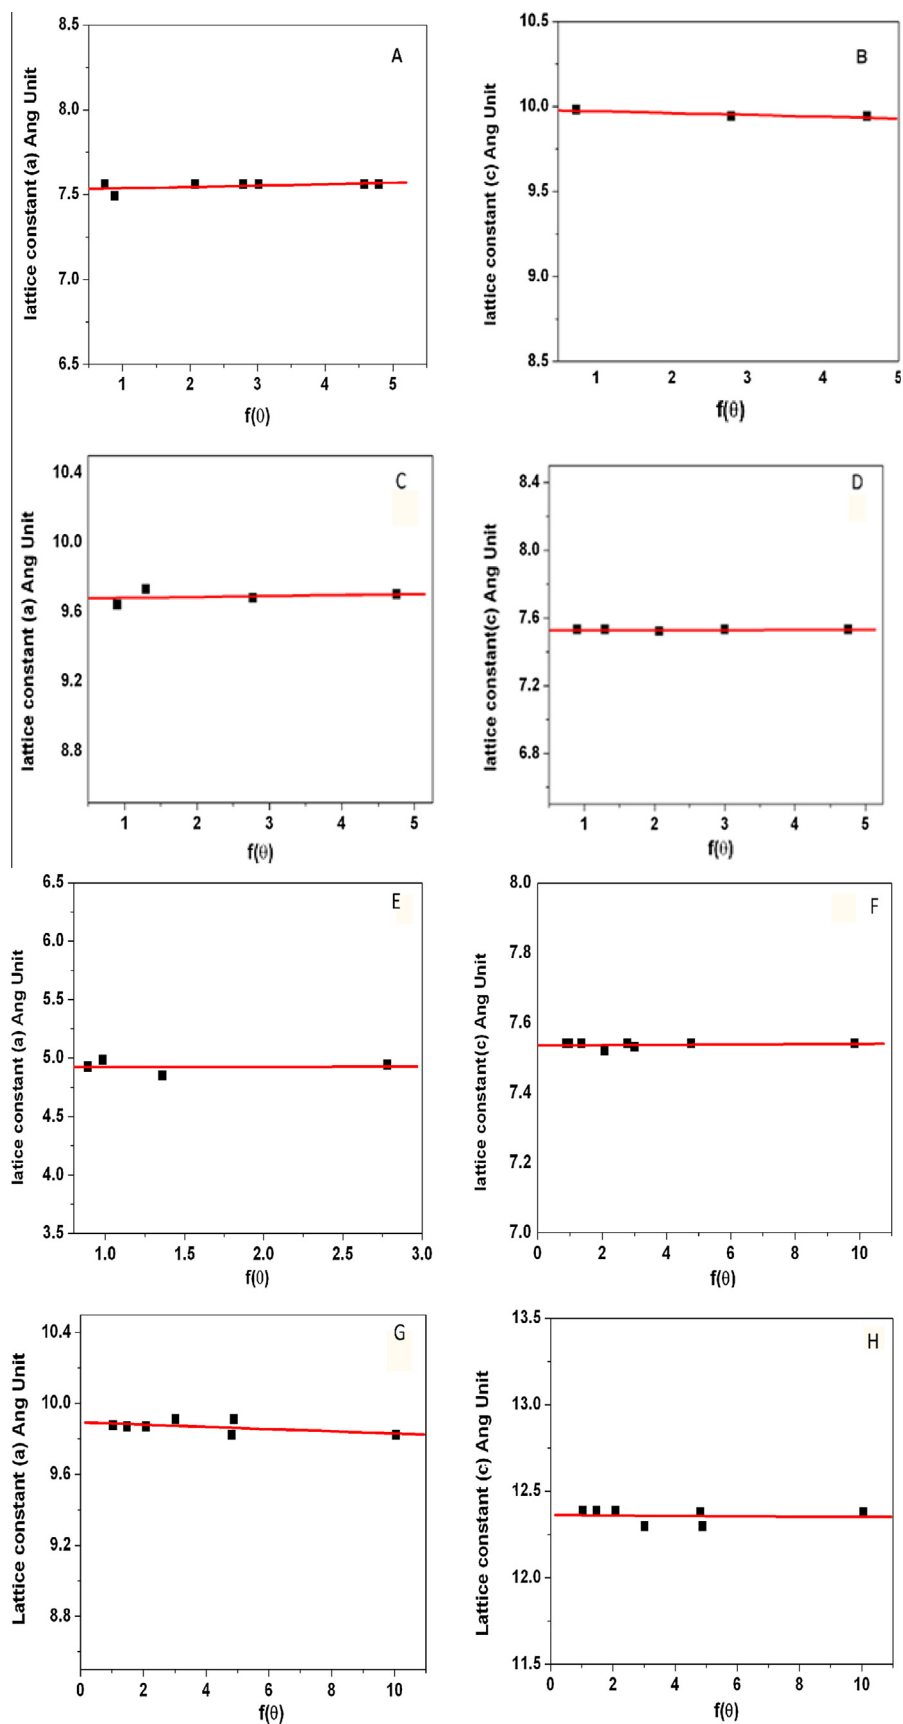 A
lattice constant (a) Ang Unit
8.5
8.0
7.5
7.0
6.5
1 2 3 4 5
f(θ)
B
lattice constant (c) Ang Unit
10.5
10.0
9.5
9.0
8.5
1 2 3 4 5
f(θ)
C
lattice constant (a) Ang Unit
10.4
10.0
9.6
9.2
8.8
1 2 3 4 5
f(θ)
D
lattice constant(c) Ang Unit
8.4
8.0
7.6
7.2
6.8
1 2 3 4 5
f(θ)
E
latice constant (a) Ang Unit
6.5
6.0
5.5
5.0
4.5
4.0
3.5
1.0 1.5 2.0 2.5 3.0
f(θ)
F
lattice constant(c) Ang Unit
8.0
7.8
7.6
7.4
7.2
7.0
0 2 4 6 8 10
f(θ)
G
Lattice constant (a) Ang Unit
10.4
10.0
9.6
9.2
8.8
0 2 4 6 8 10
f(θ)
H
Lattice constant (c) Ang Unit
13.5
13.0
12.5
12.0
11.5
0 2 4 6 8 10
f(θ)